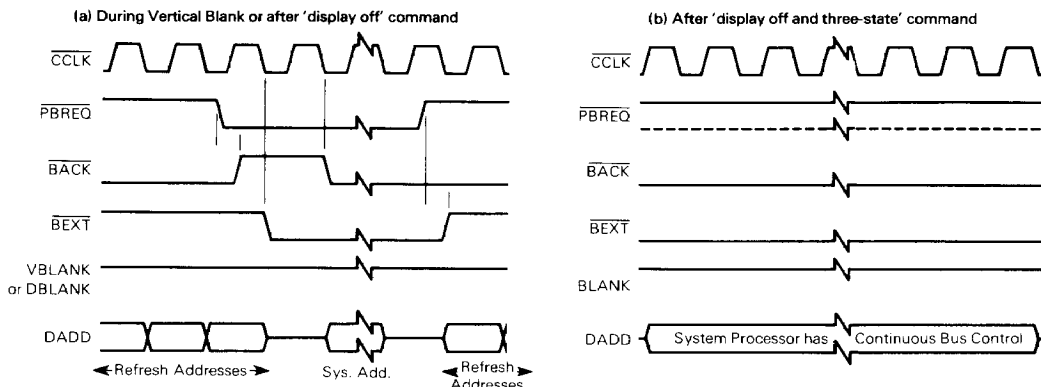 (a) During Vertical Blank or after 'display off' command
CCLK
PBREQ
BACK
BEXT
VBLANK
or DBLANK
DADD
Refresh Addresses
Sys. Add.
Refresh
Addresses
(b) After 'display off and three-state' command
CCLK
PBREQ
BACK
BEXT
BLANK
DADD
System Processor has Continuous Bus Control